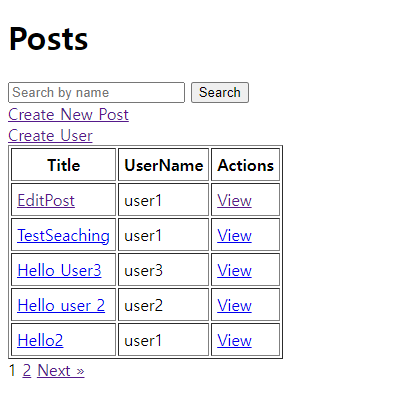 Posts
Search by name Search
Create New Post
Create User
Title UserName Actions
EditPost user1 View
TestSeaching user1 View
Hello User3 user3 View
Hello user 2 user2 View
Hello2 user1 View
1 2 Next »